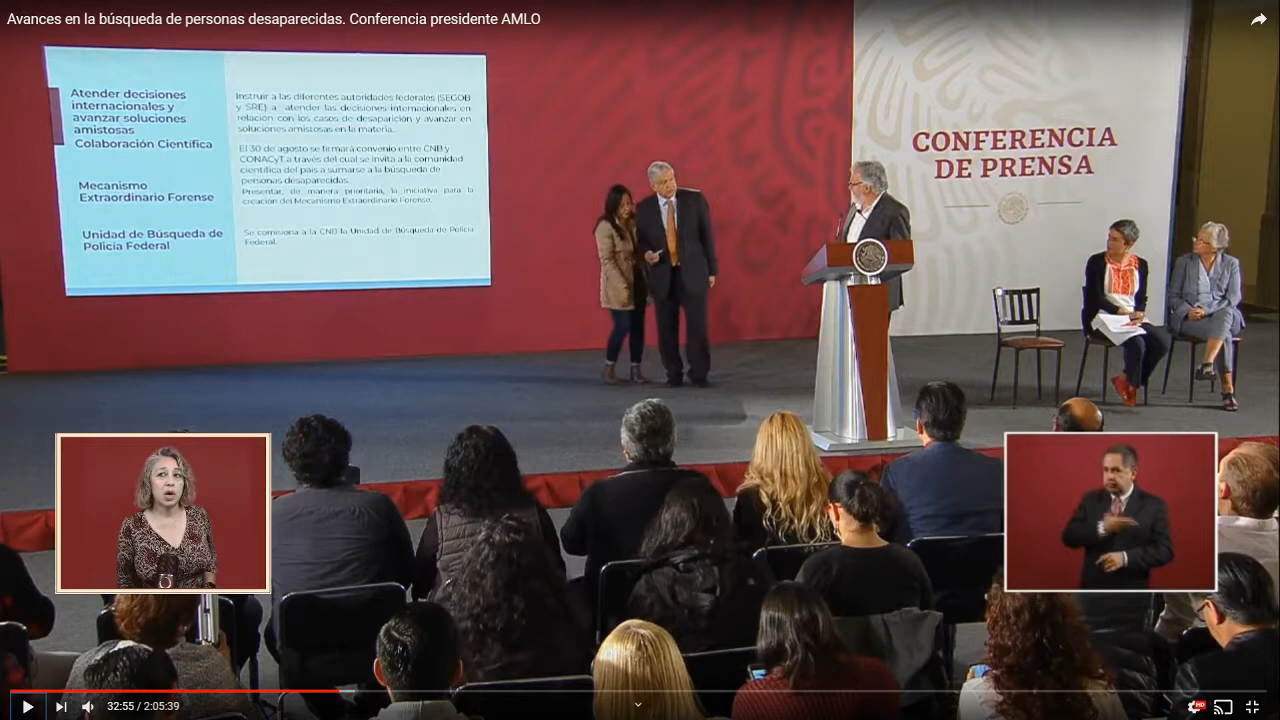 Avances en la búsqueda de personas desaparecidas. Conferencia presidente AMLO
Atender decisiones
internacionales y
avanzar soluciones
amistosas
Colaboración Científica
Mecanismo
Extraordinario Forense
Unidad de Búsqueda de
Policía Federal
Instruir a las diferentes autoridades federales (SEGOB
y SRE) a atender las decisiones internacionales en
relación con los casos de desaparición y avanzar en
soluciones amistosas en la materia.
El 30 de agosto se firmará convenio entre CNB y
CONACyT a través del cual se invita a la comunidad
científica del país a sumarse a la búsqueda de
personas desaparecidas.
Presentar, de manera prioritaria, la iniciativa para la
creación del Mecanismo Extraordinario Forense.
Se comisiona a la CNB la Unidad de Búsqueda de Policía
Federal.
CONFERENCIA
DE PRENSA
32:55 / 2:05:39
HD